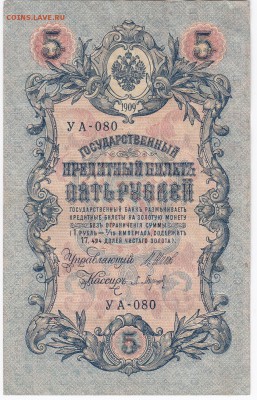 СОINS.LAVE.RU
5 5
1909
УА-080
ГОСУДАРСТВЕННЫЙ
КРЕДИТНЫЙ БИЛЕТЪ
ПЯТЬ РУБЛЕЙ
ГОСУДАРСТВЕННЫЙ БАНКЪ РАЗМѢНИВАЕТЪ
КРЕДИТНЫЕ БИЛЕТЫ НА ЗОЛОТУЮ МОНЕТУ
БЕЗЪ ОГРАНИЧЕНІЯ СУММЫ
(1 РУБЛЬ = 1/15 ИМПЕРІАЛА, СОДЕРЖИТЪ
17,424 ДОЛЕЙ ЧИСТАГО ЗОЛОТА).
Управляющій
Кассиръ
УА-080
5